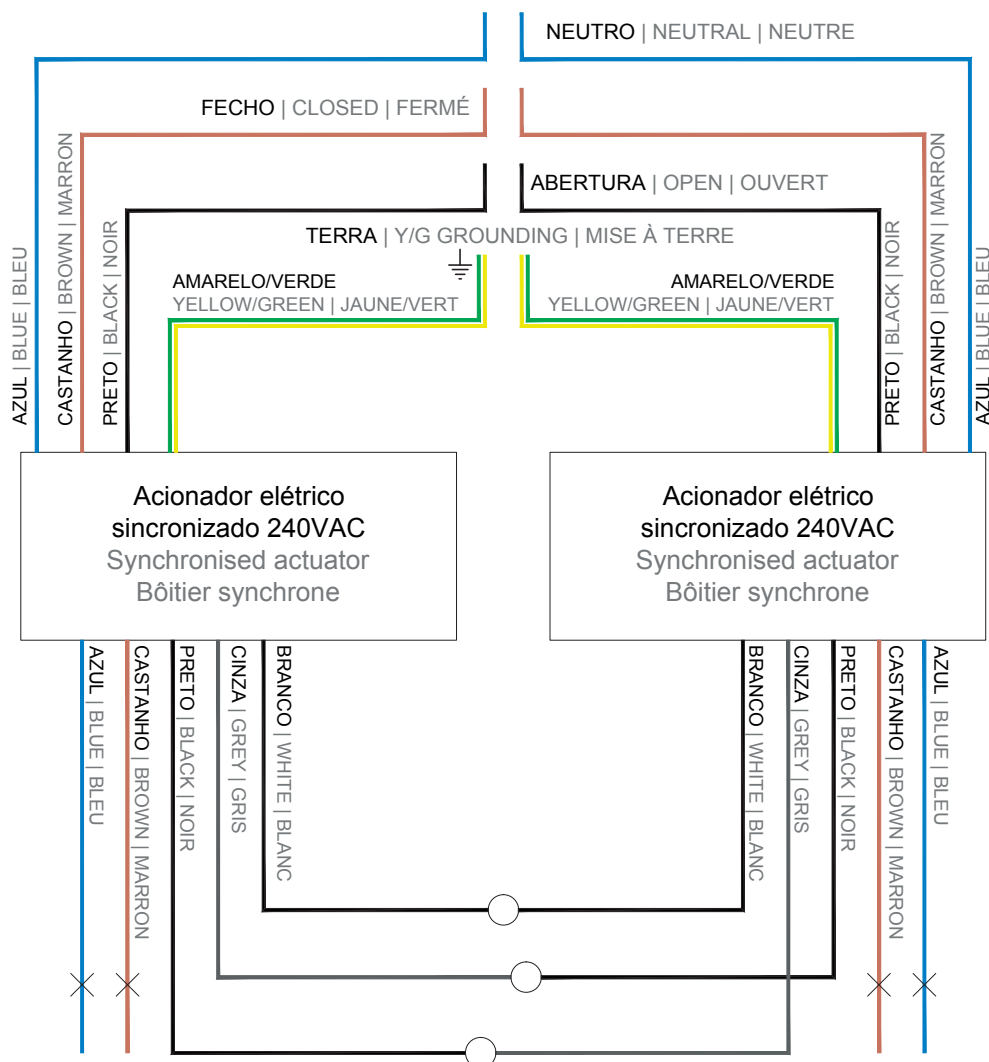 NEUTRO | NEUTRAL | NEUTRE
FECHO | CLOSED | FERMÉ
ABERTURA | OPEN | OUVERT
TERRA | Y/G GROUNDING | MISE À TERRE
AMARELO/VERDE
YELLOW/GREEN | JAUNE/VERT
AMARELO/VERDE
YELLOW/GREEN | JAUNE/VERT
AZUL | BLUE | BLEU
CASTANHO | BROWN | MARRON
PRETO | BLACK | NOIR
PRETO | BLACK | NOIR
CASTANHO | BROWN | MARRON
AZUL | BLUE | BLEU
Acionador elétrico
sincronizado 240VAC
Synchronised actuator
Bôitier synchrone
Acionador elétrico
sincronizado 240VAC
Synchronised actuator
Bôitier synchrone
AZUL | BLUE | BLEU
CASTANHO | BROWN | MARRON
PRETO | BLACK | NOIR
CINZA | GREY | GRIS
BRANCO | WHITE | BLANC
BRANCO | WHITE | BLANC
CINZA | GREY | GRIS
PRETO | BLACK | NOIR
CASTANHO | BROWN | MARRON
AZUL | BLUE | BLEU